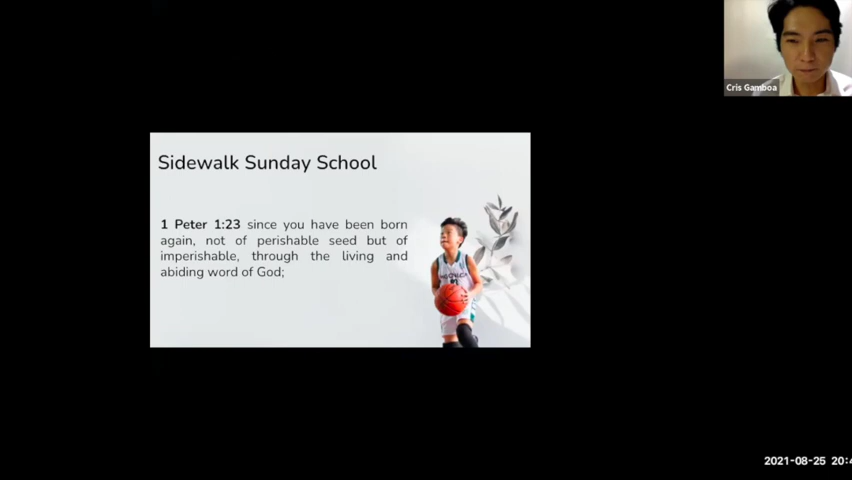 Cris Gamboa
Sidewalk Sunday School
1 Peter 1:23 since you have been born
again, not of perishable seed but of
imperishable, through the living and
abiding word of God;
2021-08-25 20:4